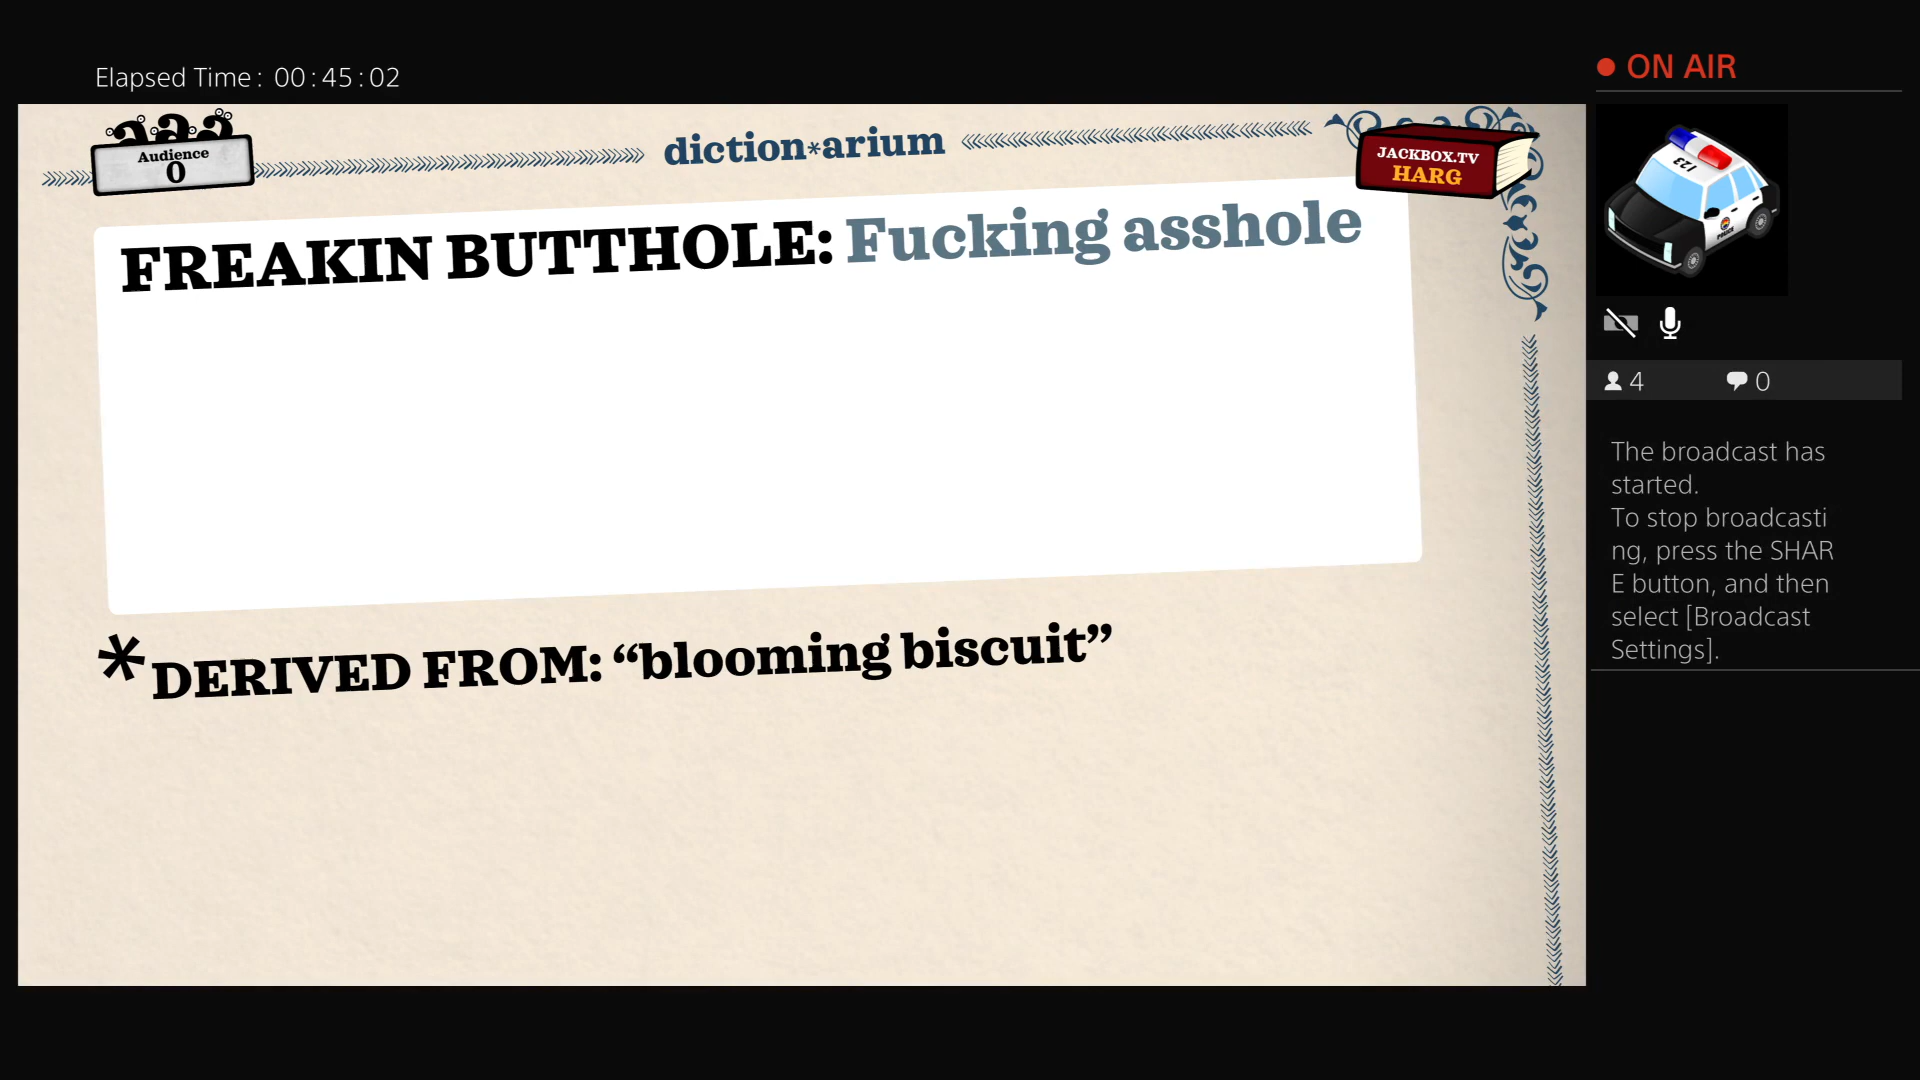 Elapsed Time: 00:45:02
ON AIR
Audience
0
diction*arium
JACKBOX.TV
HARG
FREAKIN BUTTHOLE: Fucking asshole
*DERIVED FROM: “blooming biscuit”
123
POLICE
4
0
The broadcast has
started.
To stop broadcasti
ng, press the SHAR
E button, and then
select [Broadcast
Settings].